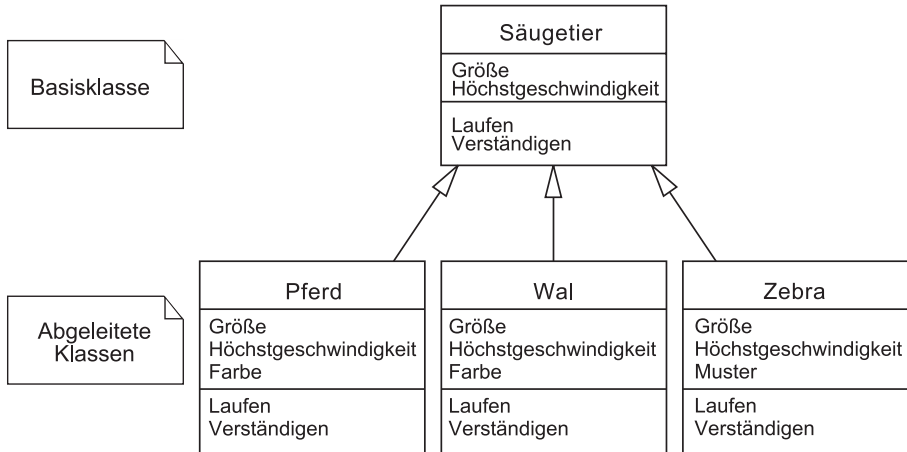 Säugetier
Größe
Höchstgeschwindigkeit
Laufen
Verständigen
Basisklasse
Abgeleitete
Klassen
Pferd
Größe
Höchstgeschwindigkeit
Farbe
Laufen
Verständigen
Wal
Größe
Höchstgeschwindigkeit
Farbe
Laufen
Verständigen
Zebra
Größe
Höchstgeschwindigkeit
Muster
Laufen
Verständigen